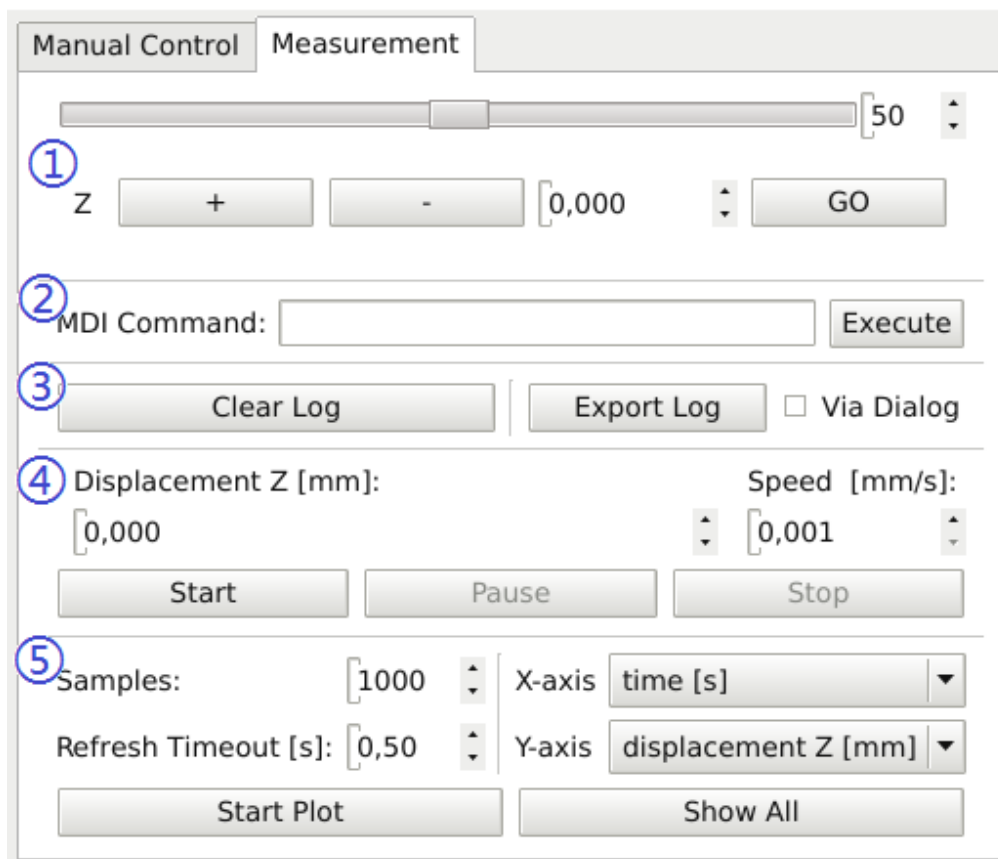 Manual Control Measurement
50
①
Z + - 0,000 GO
②
MDI Command: Execute
③
Clear Log Export Log Via Dialog
④
Displacement Z [mm]: Speed [mm/s]:
0,000 0,001
Start Pause Stop
⑤
Samples: 1000 X-axis time [s]
Refresh Timeout [s]: 0,50 Y-axis displacement Z [mm]
Start Plot Show All